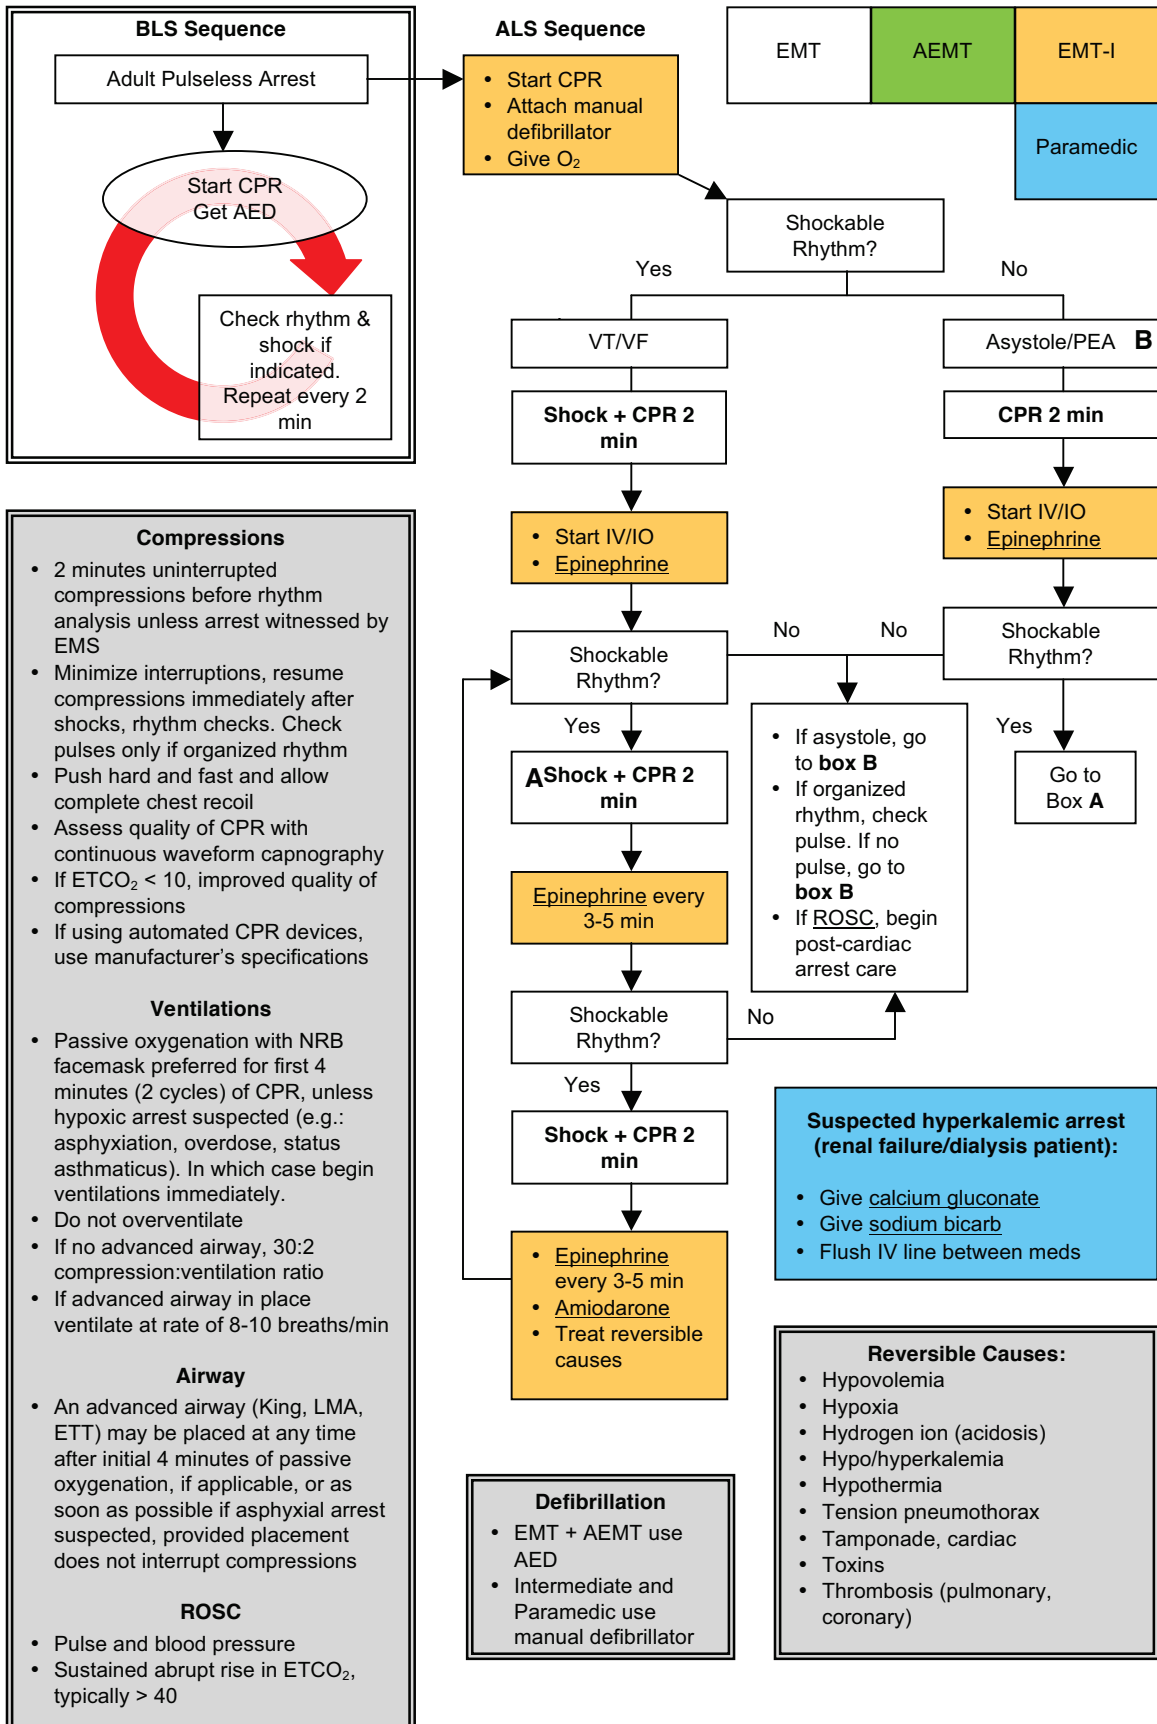 BLS Sequence
Adult Pulseless Arrest
Start CPR
Get AED
Check rhythm &
shock if
indicated.
Repeat every 2
min
ALS Sequence
• Start CPR
• Attach manual
defibrillator
• Give O₂
EMT
AEMT
EMT-I
Paramedic
Shockable
Rhythm?
Yes
No
VT/VF
Asystole/PEA B
Shock + CPR 2
min
CPR 2 min
• Start IV/IO
• Epinephrine
• Start IV/IO
• Epinephrine
Shockable
Rhythm?
No
No
Shockable
Rhythm?
Yes
Yes
A Shock + CPR 2
min
• If asystole, go
to box B
• If organized
rhythm, check
pulse. If no
pulse, go to
box B
• If ROSC, begin
post-cardiac
arrest care
Go to
Box A
Epinephrine every
3-5 min
Shockable
Rhythm?
No
Yes
Shock + CPR 2
min
• Epinephrine
every 3-5 min
• Amiodarone
• Treat reversible
causes
Compressions
• 2 minutes uninterrupted
compressions before rhythm
analysis unless arrest witnessed by
EMS
• Minimize interruptions, resume
compressions immediately after
shocks, rhythm checks. Check
pulses only if organized rhythm
• Push hard and fast and allow
complete chest recoil
• Assess quality of CPR with
continuous waveform capnography
• If ETCO₂ < 10, improved quality of
compressions
• If using automated CPR devices,
use manufacturer’s specifications
Ventilations
• Passive oxygenation with NRB
facemask preferred for first 4
minutes (2 cycles) of CPR, unless
hypoxic arrest suspected (e.g.:
asphyxiation, overdose, status
asthmaticus). In which case begin
ventilations immediately.
• Do not overventilate
• If no advanced airway, 30:2
compression:ventilation ratio
• If advanced airway in place
ventilate at rate of 8-10 breaths/min
Airway
• An advanced airway (King, LMA,
ETT) may be placed at any time
after initial 4 minutes of passive
oxygenation, if applicable, or as
soon as possible if asphyxial arrest
suspected, provided placement
does not interrupt compressions
ROSC
• Pulse and blood pressure
• Sustained abrupt rise in ETCO₂,
typically > 40
Suspected hyperkalemic arrest
(renal failure/dialysis patient):
• Give calcium gluconate
• Give sodium bicarb
• Flush IV line between meds
Defibrillation
• EMT + AEMT use
AED
• Intermediate and
Paramedic use
manual defibrillator
Reversible Causes:
• Hypovolemia
• Hypoxia
• Hydrogen ion (acidosis)
• Hypo/hyperkalemia
• Hypothermia
• Tension pneumothorax
• Tamponade, cardiac
• Toxins
• Thrombosis (pulmonary,
coronary)